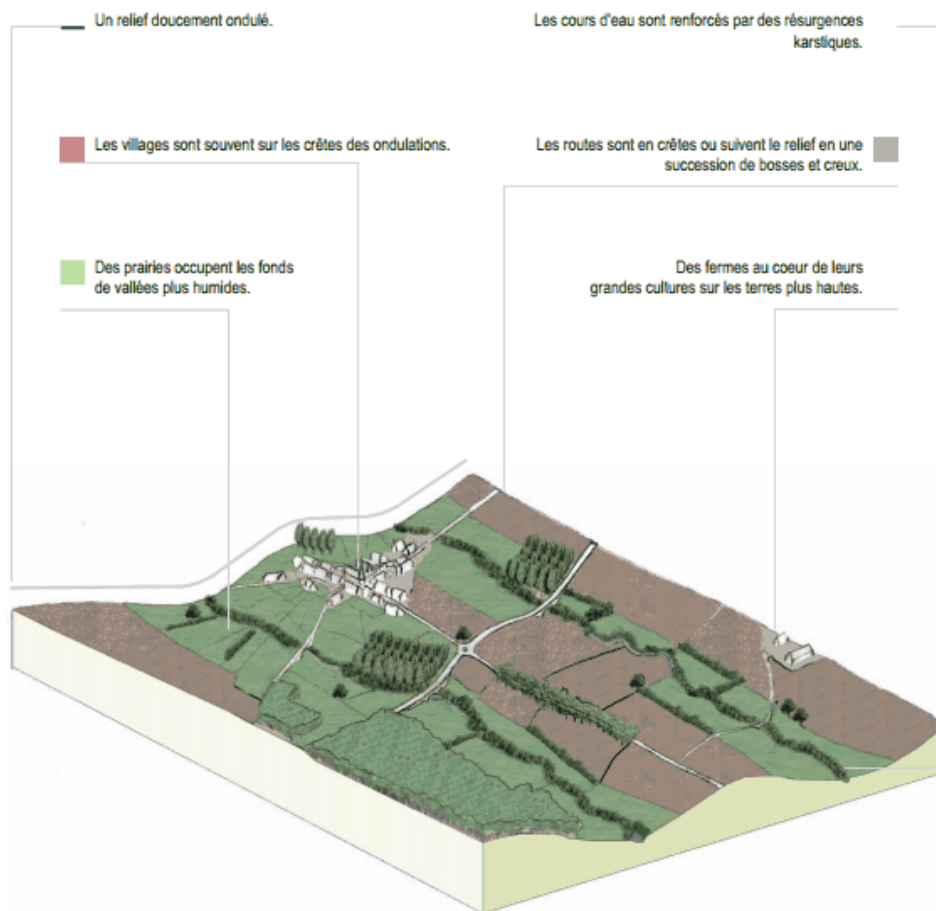 Un relief doucement ondulé.
Les cours d'eau sont renforcés par des résurgences
karstiques.
Les villages sont souvent sur les crêtes des ondulations.
Les routes sont en crêtes ou suivent le relief en une
succession de bosses et creux.
Des prairies occupent les fonds
de vallées plus humides.
Des fermes au coeur de leurs
grandes cultures sur les terres plus hautes.